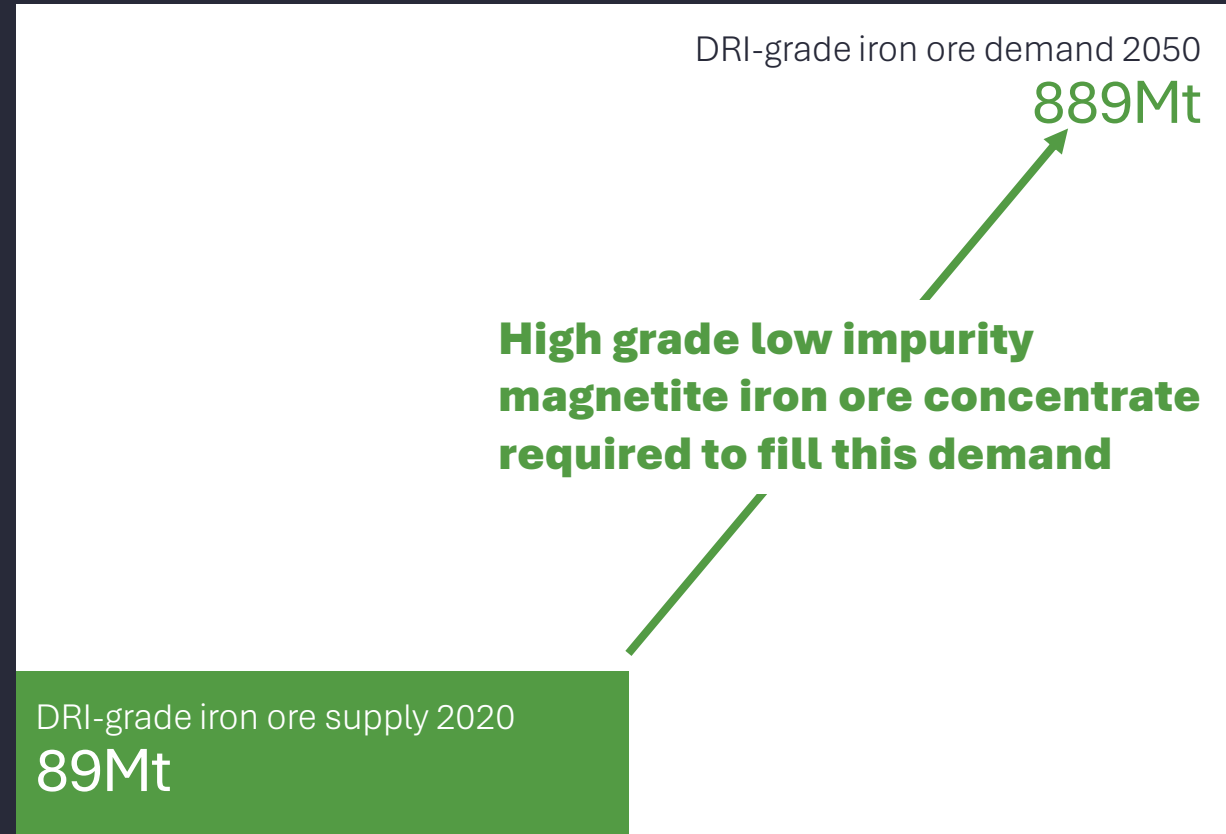 DRI-grade iron ore demand 2050
889Mt
High grade low impurity
magnetite iron ore concentrate
required to fill this demand
DRI-grade iron ore supply 2020
89Mt